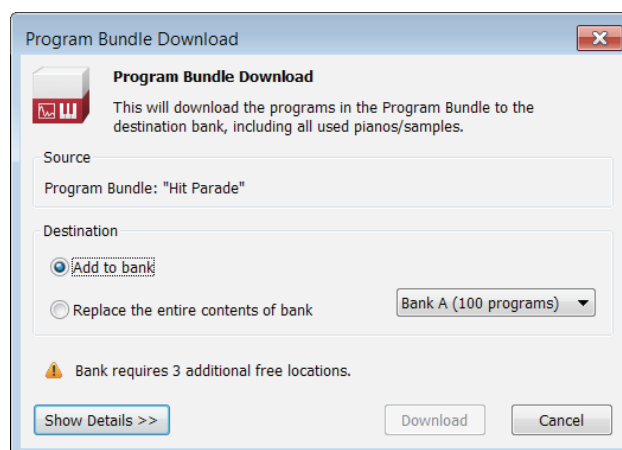 Program Bundle Download
Program Bundle Download
This will download the programs in the Program Bundle to the
destination bank, including all used pianos/samples.
Source
Program Bundle: "Hit Parade"
Destination
Add to bank
Replace the entire contents of bank
Bank A (100 programs)
Bank requires 3 additional free locations.
Show Details >>
Download
Cancel